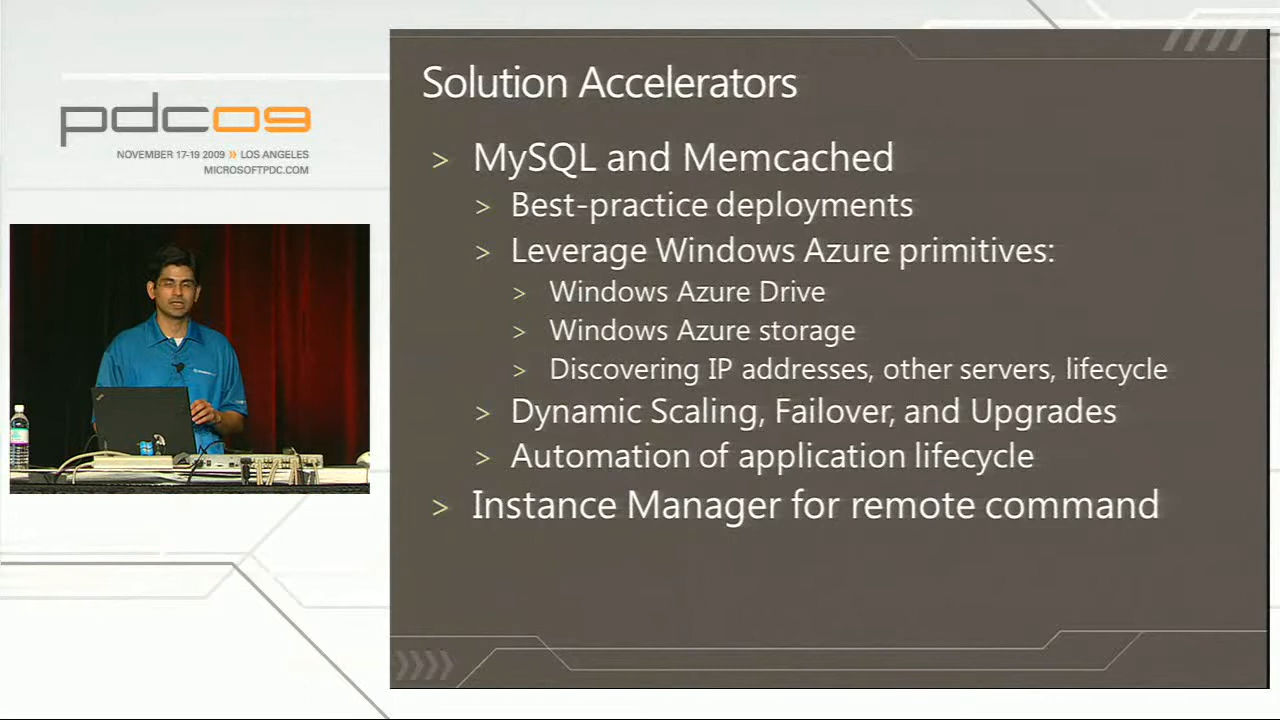 pdc09
NOVEMBER 17-19 2009 » LOS ANGELES
MICROSOFTPDC.COM
Solution Accelerators
> MySQL and Memcached
> Best-practice deployments
> Leverage Windows Azure primitives:
> Windows Azure Drive
> Windows Azure storage
> Discovering IP addresses, other servers, lifecycle
> Dynamic Scaling, Failover, and Upgrades
> Automation of application lifecycle
> Instance Manager for remote command